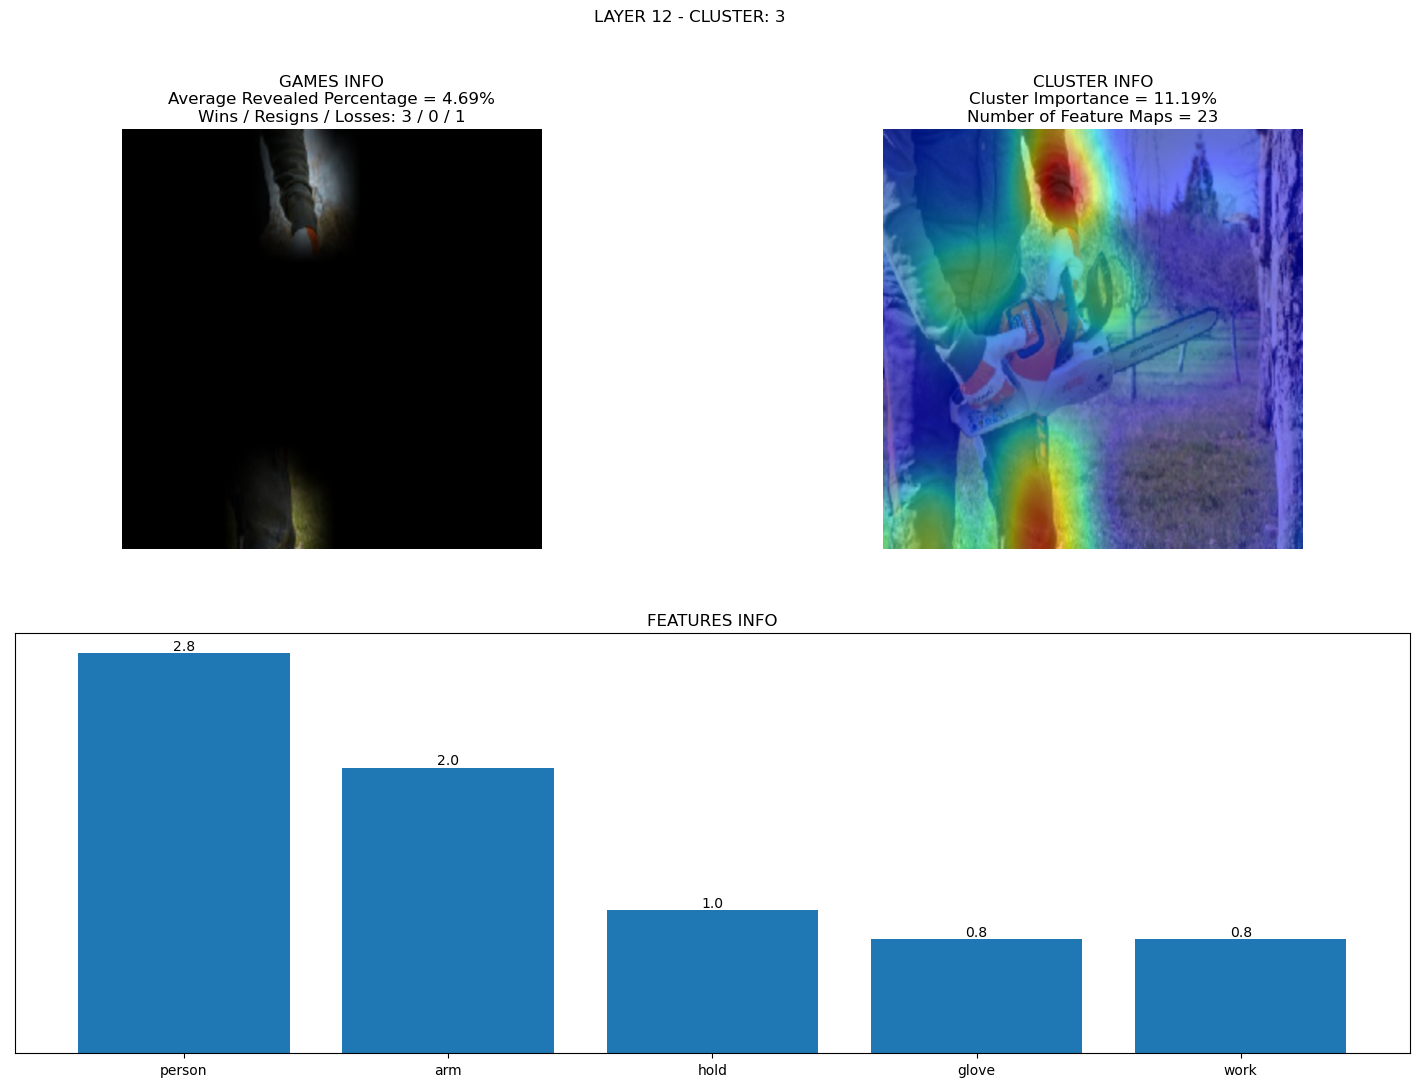 LAYER 12 - CLUSTER: 3
GAMES INFO
Average Revealed Percentage = 4.69%
Wins / Resigns / Losses: 3 / 0 / 1
CLUSTER INFO
Cluster Importance = 11.19%
Number of Feature Maps = 23
FEATURES INFO
2.8
2.0
1.0
0.8
0.8
person
arm
hold
glove
work